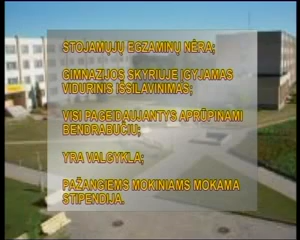 STOJAMŲJŲ EGZAMINŲ NĖRA;
GIMNAZIJOS SKYRIUJE ĮGYJAMAS
VIDURINIS IŠSILAVINIMAS;
VISI PAGEIDAUJANTYS APRŪPINAMI
BENDRABUČIU;
YRA VALGYKLA;
PAŽANGIEMS MOKINIAMS MOKAMA
STIPENDIJA.